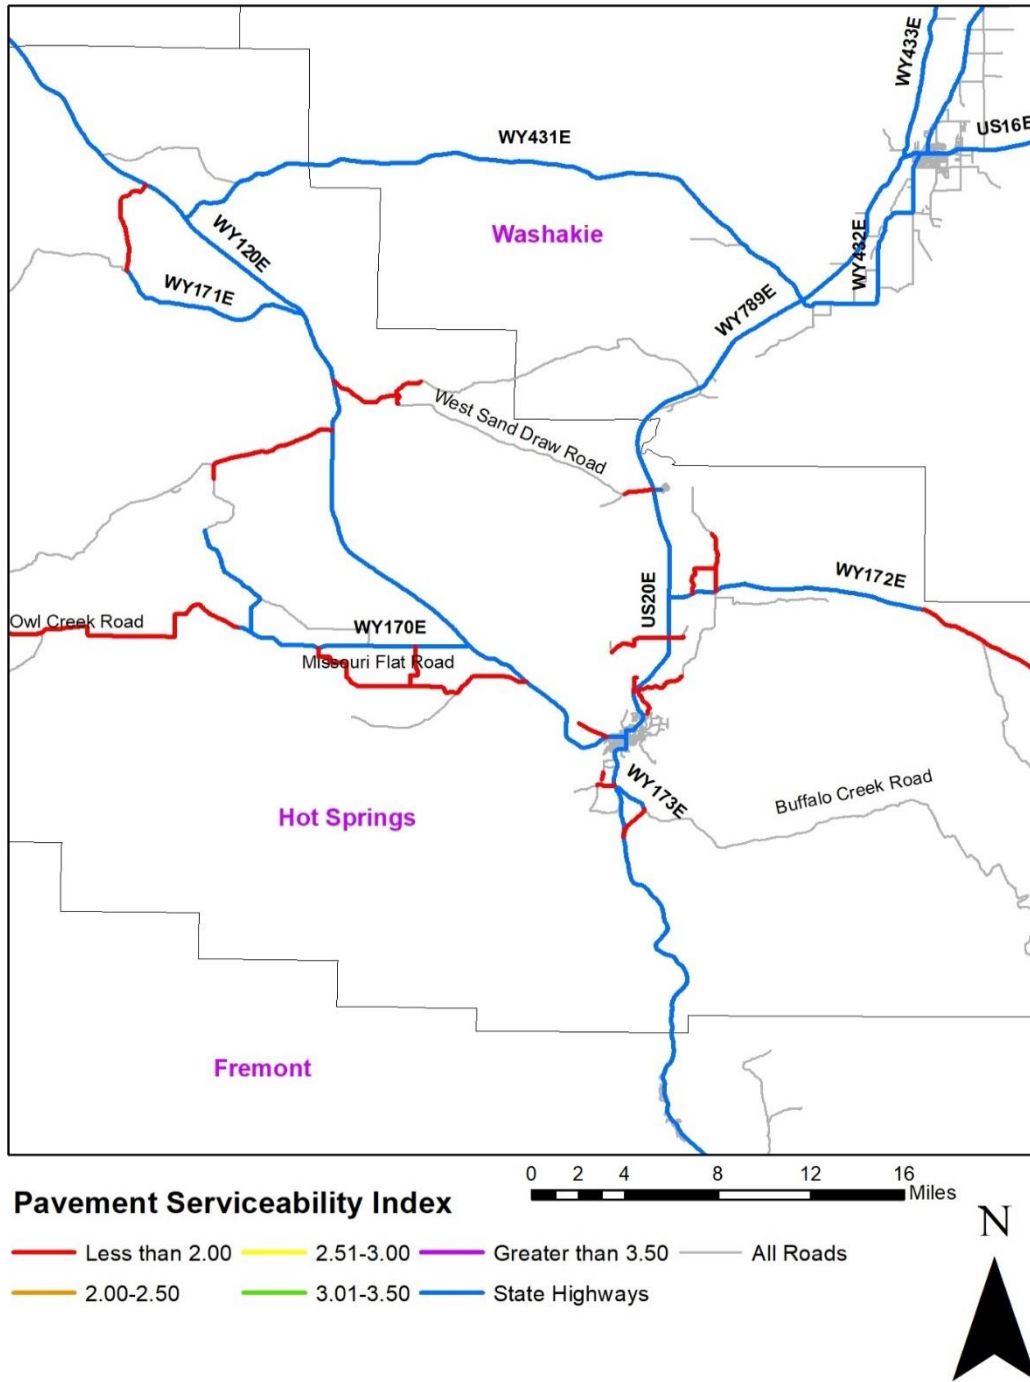 WY433E
US16E
WY431E
Washakie
WY120E
WY432E
WY171E
WY789E
West Sand Draw Road
WY172E
US20E
Owl Creek Road
WY170E
Missouri Flat Road
WY173E
Buffalo Creek Road
Hot Springs
Fremont
0 2 4 8 12 16
Miles
Pavement Serviceability Index
N
Less than 2.00 2.51-3.00 Greater than 3.50 All Roads
2.00-2.50 3.01-3.50 State Highways